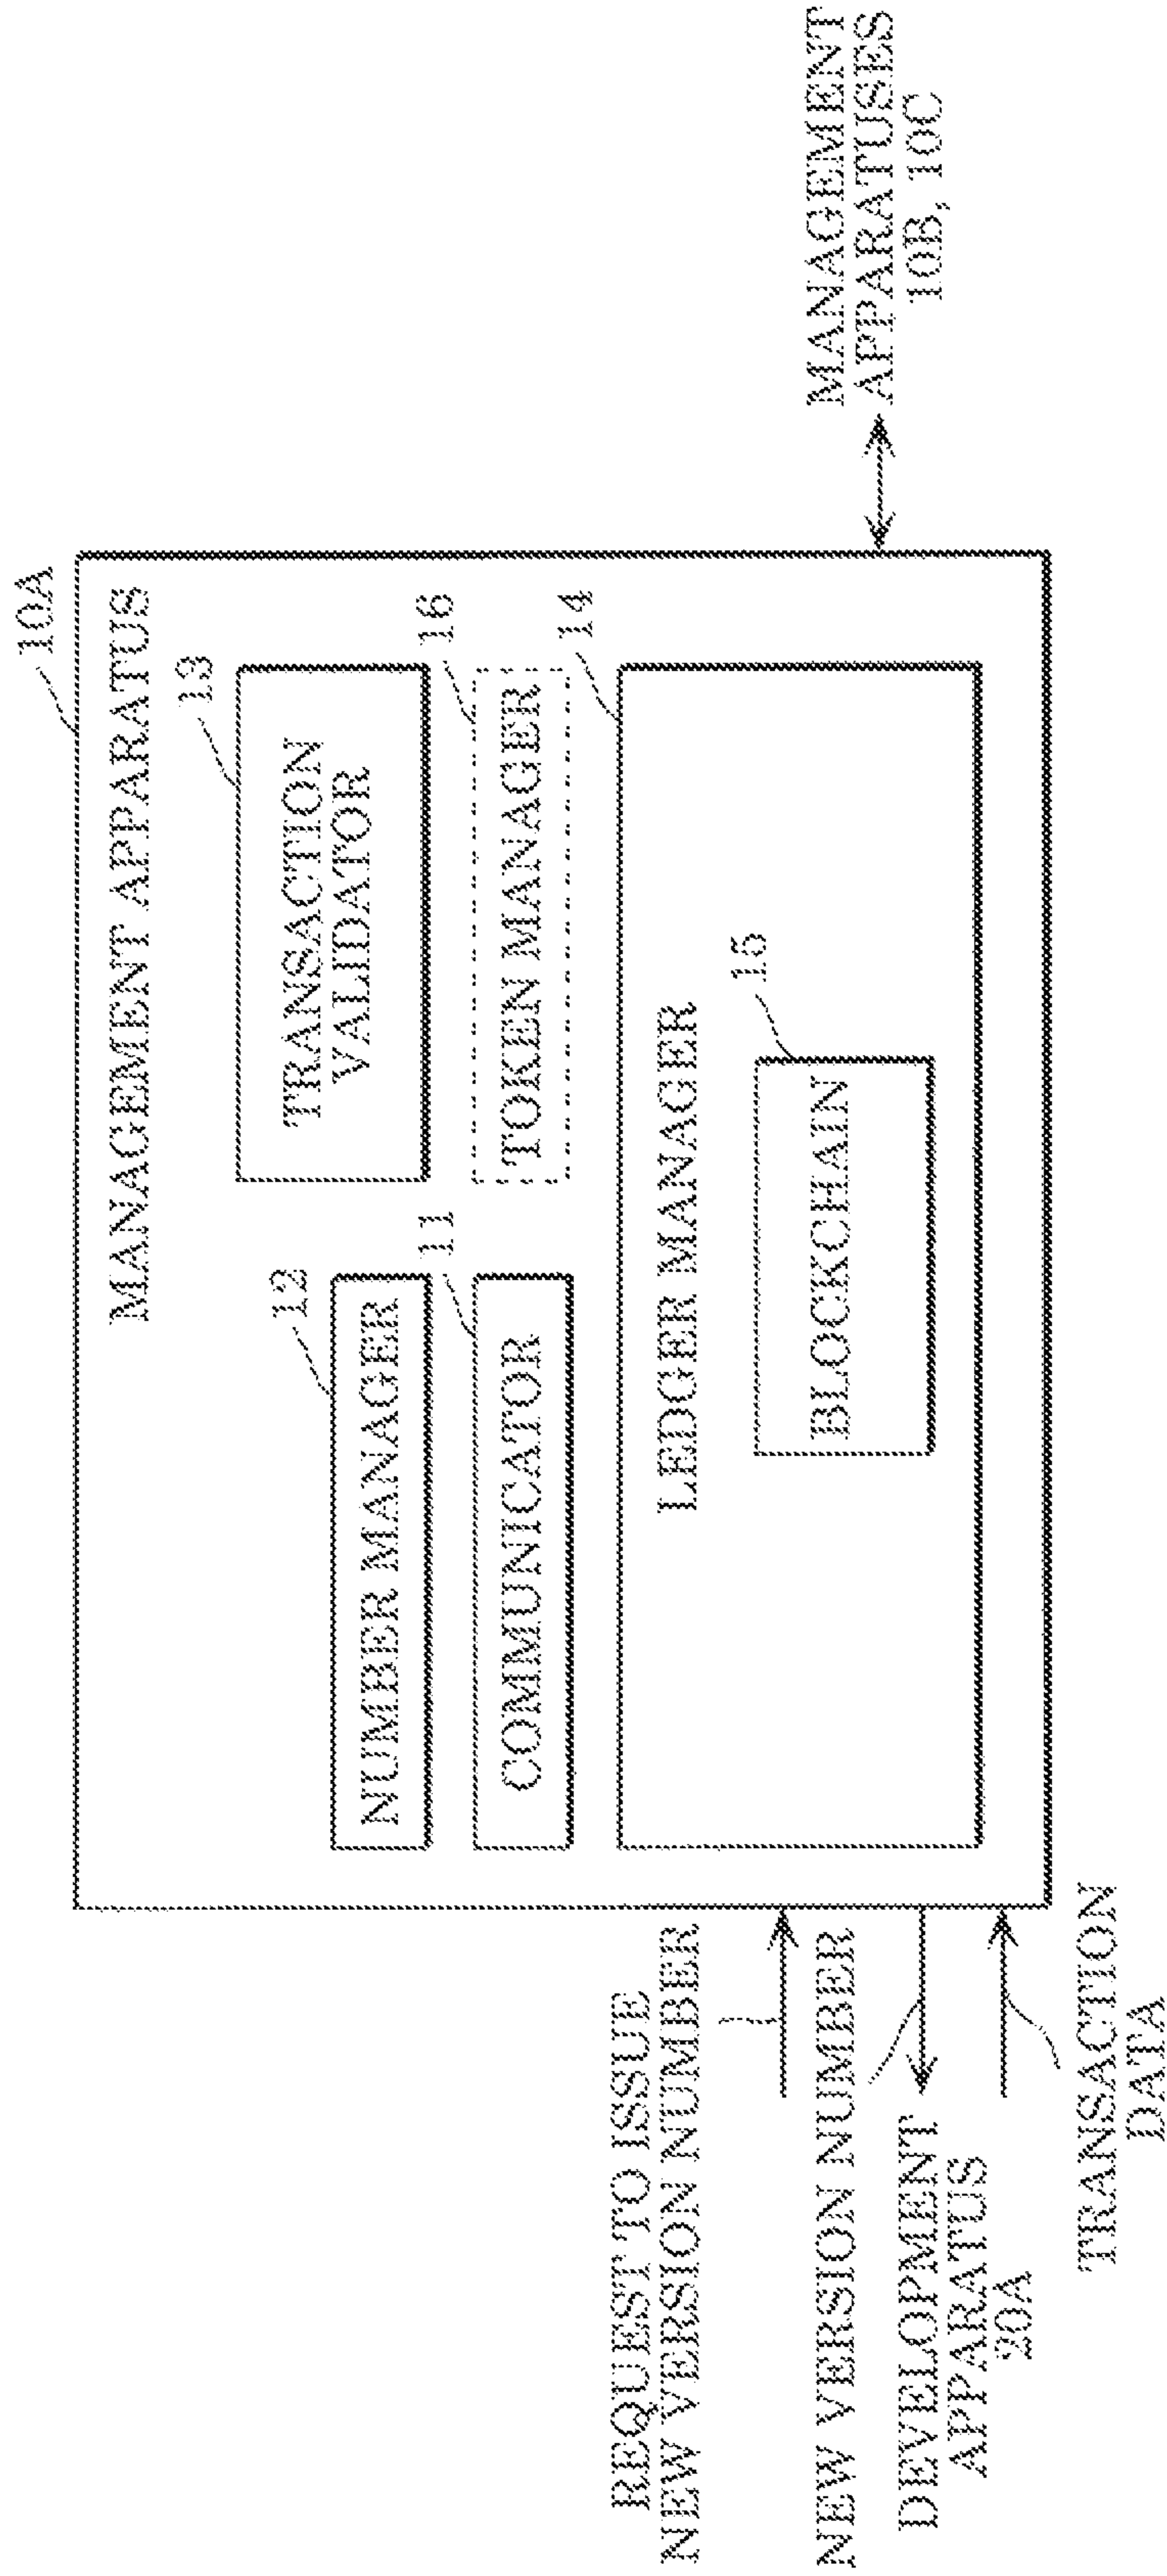 10A
MANAGEMENT APPARATUS
13
TRANSACTION
VALIDATOR
12
NUMBER MANAGER
11
COMMUNICATOR
16
TOKEN MANAGER
14
LEDGER MANAGER
15
BLOCKCHAIN
REQUEST TO ISSUE
NEW VERSION NUMBER
NEW VERSION NUMBER
DEVELOPMENT
APPARATUS
20A
TRANSACTION
DATA
MANAGEMENT
APPARATUSES
10B, 10C